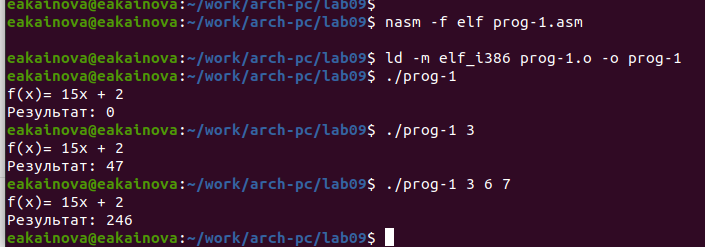 eakainova@eakainova:~/work/arch-pc/lab09$
eakainova@eakainova:~/work/arch-pc/lab09$ nasm -f elf prog-1.asm
eakainova@eakainova:~/work/arch-pc/lab09$ ld -m elf_i386 prog-1.o -o prog-1
eakainova@eakainova:~/work/arch-pc/lab09$ ./prog-1
f(x)= 15x + 2
Результат: 0
eakainova@eakainova:~/work/arch-pc/lab09$ ./prog-1 3
f(x)= 15x + 2
Результат: 47
eakainova@eakainova:~/work/arch-pc/lab09$ ./prog-1 3 6 7
f(x)= 15x + 2
Результат: 246
eakainova@eakainova:~/work/arch-pc/lab09$